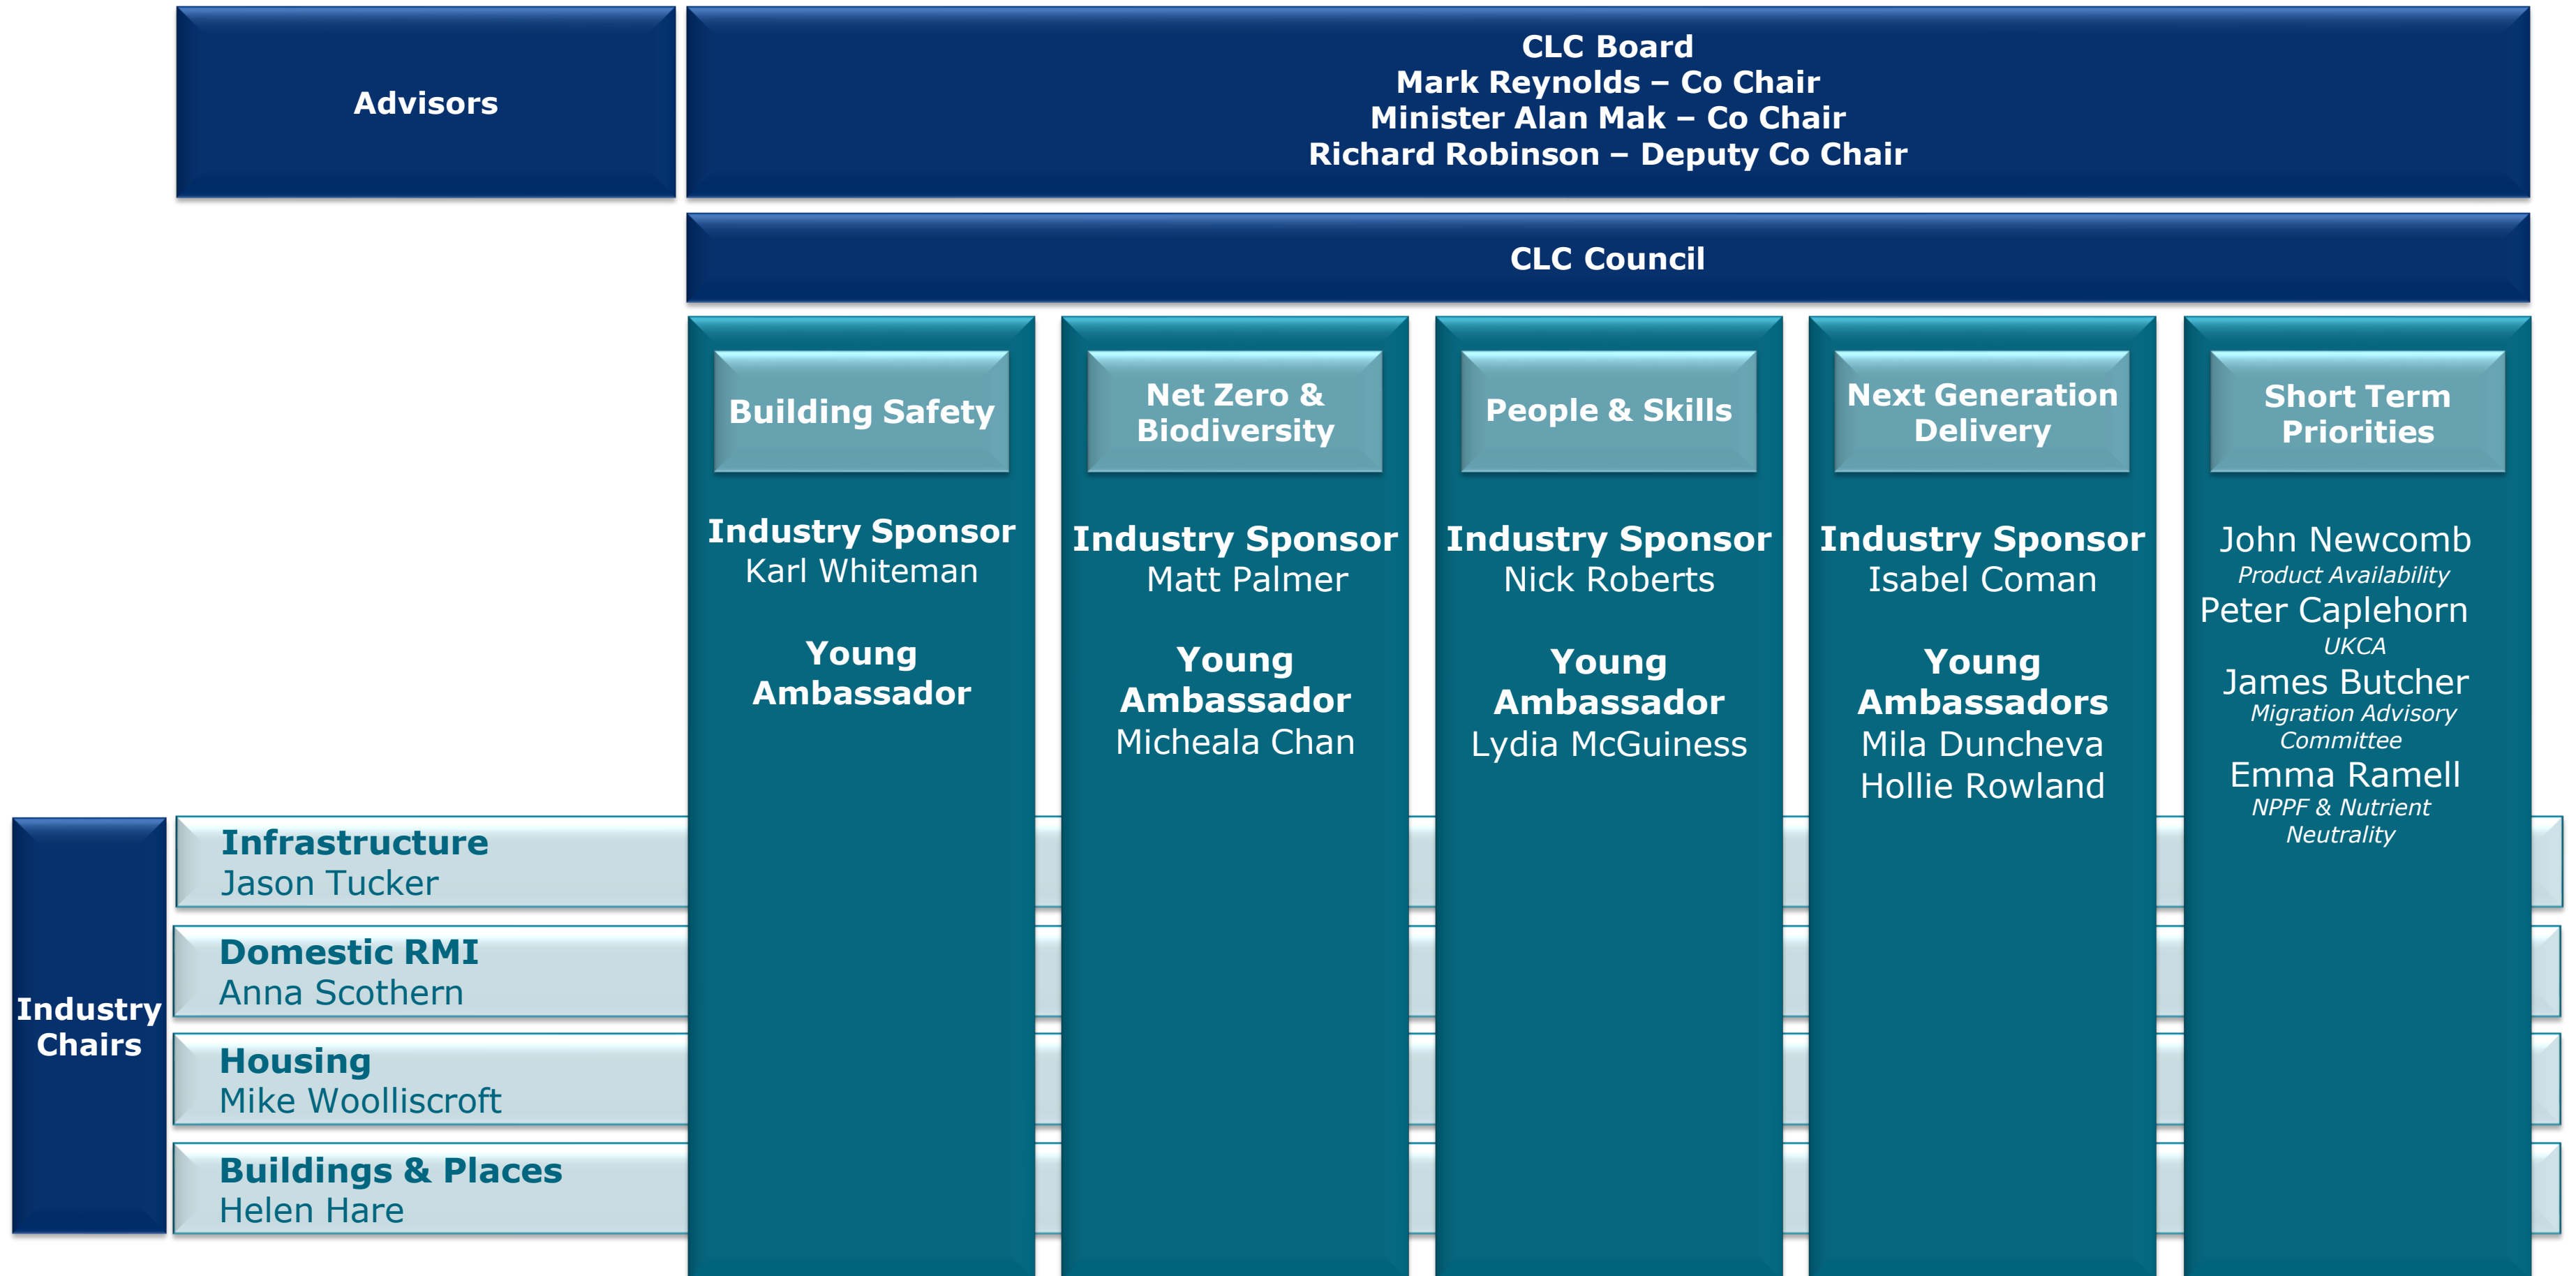 Advisors
CLC Board
Mark Reynolds – Co Chair
Minister Alan Mak – Co Chair
Richard Robinson – Deputy Co Chair
CLC Council
Building Safety
Industry Sponsor
Karl Whiteman
Young
Ambassador
Net Zero &
Biodiversity
Industry Sponsor
Matt Palmer
Young
Ambassador
Micheala Chan
People & Skills
Industry Sponsor
Nick Roberts
Young
Ambassador
Lydia McGuiness
Next Generation
Delivery
Industry Sponsor
Isabel Coman
Young
Ambassadors
Mila Duncheva
Hollie Rowland
Short Term
Priorities
John Newcomb
Product Availability
Peter Caplehorn
UKCA
James Butcher
Migration Advisory
Committee
Emma Ramell
NPPF & Nutrient
Neutrality
Industry
Chairs
Infrastructure
Jason Tucker
Domestic RMI
Anna Scothern
Housing
Mike Woolliscroft
Buildings & Places
Helen Hare